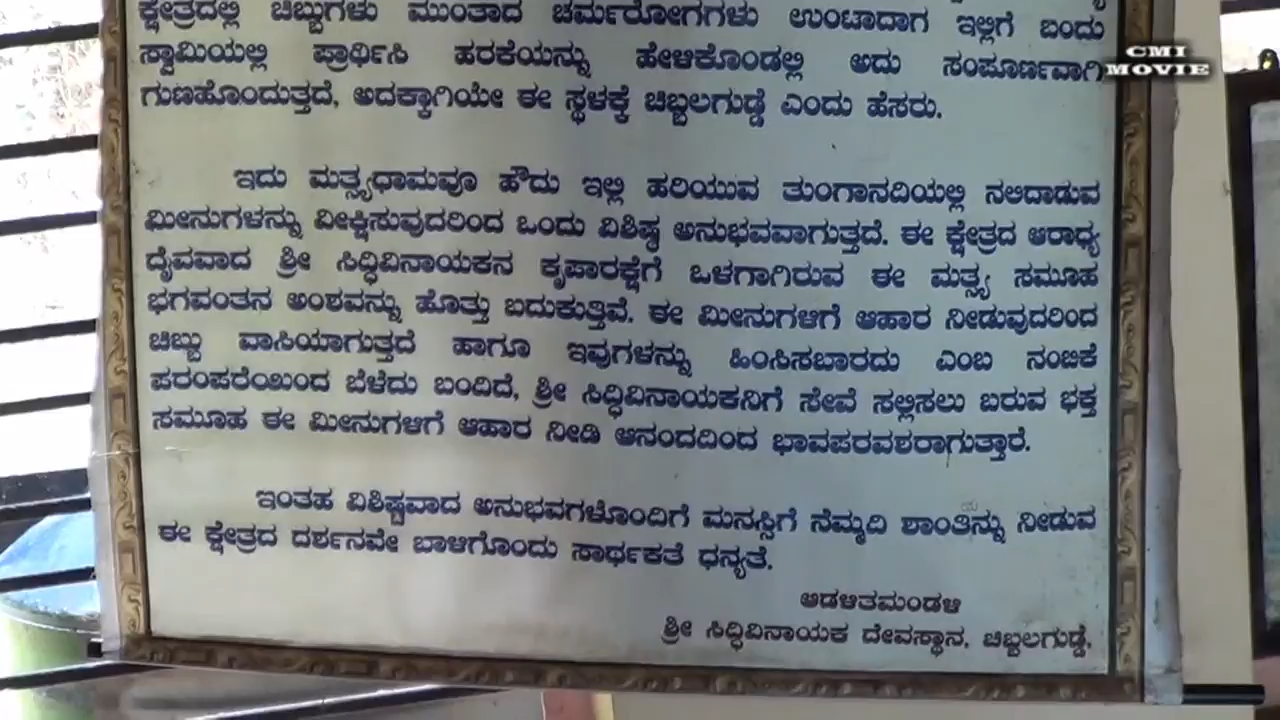 ಕ್ಷೇತ್ರದಲ್ಲಿ ಚಿಬ್ಬುಗಳು ಮುಂತಾದ ಚರ್ಮರೋಗಗಳು ಉಂಟಾದಾಗ ಇಲ್ಲಿಗೆ ಬಂದು
ಸ್ವಾಮಿಯಲ್ಲಿ ಪ್ರಾರ್ಥಿಸಿ ಹರಕೆಯನ್ನು ಹೇಳಿಕೊಂಡಲ್ಲಿ ಅದು ಸಂಪೂರ್ಣವಾಗಿ
CMI
MOVIE
ಗುಣಹೊಂದುತ್ತದೆ, ಅದಕ್ಕಾಗಿಯೇ ಈ ಸ್ಥಳಕ್ಕೆ ಚಿಬ್ಬಲಗುಡ್ಡೆ ಎಂದು ಹೆಸರು.
ಇದು ಮತ್ಸ್ಯಧಾಮವೂ ಹೌದು ಇಲ್ಲಿ ಹರಿಯುವ ತುಂಗಾನದಿಯಲ್ಲಿ ನಲಿದಾಡುವ
ಮೀನುಗಳನ್ನು ವೀಕ್ಷಿಸುವುದರಿಂದ ಒಂದು ವಿಶಿಷ್ಠ ಅನುಭವವಾಗುತ್ತದೆ. ಈ ಕ್ಷೇತ್ರದ ಆರಾಧ್ಯ
ದೈವವಾದ ಶ್ರೀ ಸಿದ್ಧಿವಿನಾಯಕನ ಕೃಪಾರಕ್ಷೆಗೆ ಒಳಗಾಗಿರುವ ಈ ಮತ್ಸ್ಯ ಸಮೂಹ
ಭಗವಂತನ ಅಂಶವನ್ನು ಹೊತ್ತು ಬದುಕುತ್ತಿವೆ. ಈ ಮೀನುಗಳಿಗೆ ಆಹಾರ ನೀಡುವುದರಿಂದ
ಚಿಬ್ಬು ವಾಸಿಯಾಗುತ್ತದೆ ಹಾಗೂ ಇವುಗಳನ್ನು ಹಿಂಸಿಸಬಾರದು ಎಂಬ ನಂಬಿಕೆ
ಪರಂಪರೆಯಿಂದ ಬೆಳೆದು ಬಂದಿದೆ, ಶ್ರೀ ಸಿದ್ಧಿವಿನಾಯಕನಿಗೆ ಸೇವೆ ಸಲ್ಲಿಸಲು ಬರುವ ಭಕ್ತ
ಸಮೂಹ ಈ ಮೀನುಗಳಿಗೆ ಆಹಾರ ನೀಡಿ ಆನಂದದಿಂದ ಭಾವಪರವಶರಾಗುತ್ತಾರೆ.
ಇಂತಹ ವಿಶಿಷ್ಟವಾದ ಅನುಭವಗಳೊಂದಿಗೆ ಮನಸ್ಸಿಗೆ ನೆಮ್ಮದಿ ಶಾಂತಿಯನ್ನು ನೀಡುವ
ಈ ಕ್ಷೇತ್ರದ ದರ್ಶನವೇ ಬಾಳಿಗೊಂದು ಸಾರ್ಥಕತೆ ಧನ್ಯತೆ.
ಆಡಳಿತಮಂಡಳಿ
ಶ್ರೀ ಸಿದ್ಧಿವಿನಾಯಕ ದೇವಸ್ಥಾನ, ಚಿಬ್ಬಲಗುಡ್ಡೆ.